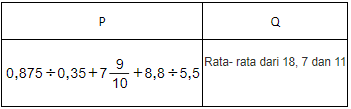 P Q
0,875÷0,35+7 9/10 +8,8÷5,5
Rata- rata dari 18, 7 dan 11